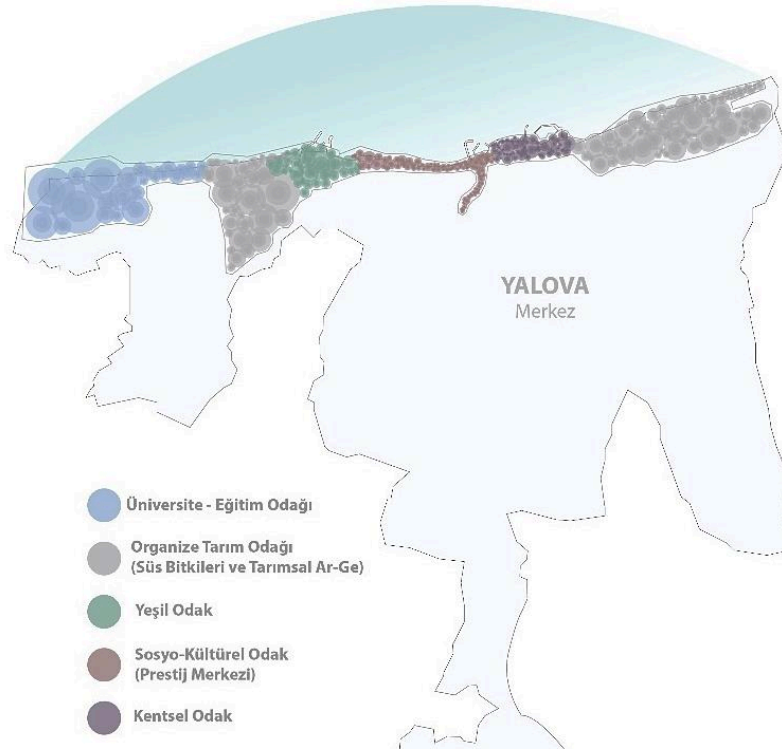 YALOVA
Merkez
Üniversite - Eğitim Odağı
Organize Tarım Odağı
(Süs Bitkileri ve Tarımsal Ar-Ge)
Yeşil Odak
Sosyo-Kültürel Odak
(Prestij Merkezi)
Kentsel Odak